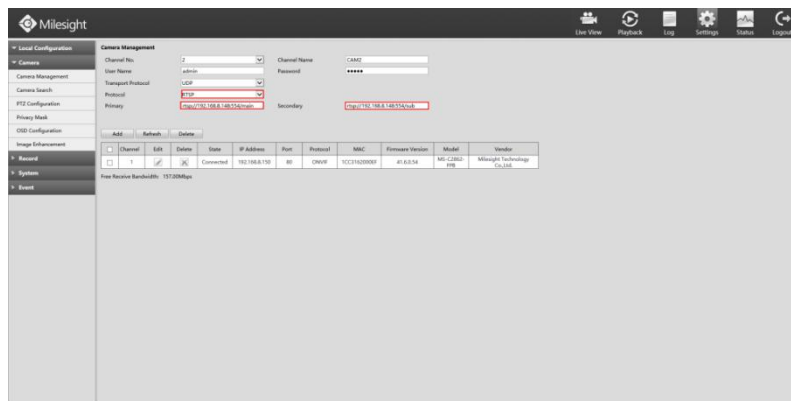 Milesight
Live View Playback Log Settings Status Logout
Local Configuration
Camera
Camera Management
Camera Search
PTZ Configuration
Privacy Mask
OSD Configuration
Image Enhancement
Record
System
Event
Camera Management
Channel No. 2 Channel Name CAM2
User Name admin Password
Transport Protocol UDP
Protocol RTSP
Primary rtsp://192.168.8.148:554/main Secondary rtsp://192.168.8.148:554/sub
Add Refresh Delete
Channel Edit Delete State IP Address Port Protocol MAC Firmware Version Model Vendor
1 Connected 192.168.8.150 80 ONVIF 41.6.0.54 Milesight Technology
Co.,Ltd.
Free Receive Bandwidth: 157.00Mbps